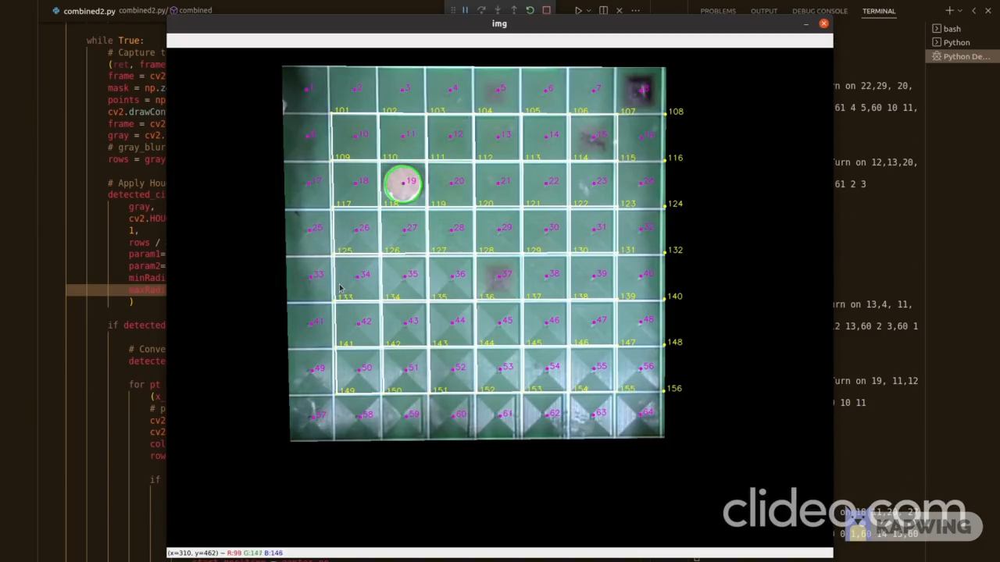 combined2.py combined2.py/ combined
PROBLEMS OUTPUT DEBUG CONSOLE TERMINAL
img
bash
Python
Python De...
while True:
# Capture t
(ret, frame
frame = cv2
mask = np.z
points = np
cv2.drawCon
frame = cv2
gray = cv2.
# gray_blur
rows = gray
# Apply Hou
detected_ci
gray,
cv2.HOU
1,
rows /
param1=
param2=
minRadi
maxRadi
)
if detected
# Conve
detecte
for pt
(x_
# p
cv2
cv2
col
row
if
1 2 3 4 5 6 7 8
101 102 103 104 105 106 107 108
9 10 11 12 13 14 15 16
109 110 111 112 113 114 115 116
17 18 19 20 21 22 23 24
117 118 119 120 121 122 123 124
25 26 27 28 29 30 31 32
125 126 127 128 129 130 131 132
33 34 35 36 37 38 39 40
133 134 135 136 137 138 139 140
41 42 43 44 45 46 47 48
141 142 143 144 145 146 147 148
49 50 51 52 53 54 55 56
149 150 151 152 153 154 155 156
57 58 59 60 61 62 63 64
urn on 22,29, 20,
61 4 5,60 10 11,
Turn on 12,13,20,
61 2 3
urn on 13,4, 11,
2 13,60 2 3,60 1
Turn on 19, 11,12
0 10 11
clideo.com
KAPWING
(x=310, y=462) ~ R:98 G:147 B:146